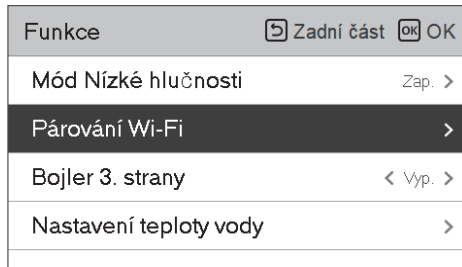 Funkce Zadní část OK OK
Mód Nízké hlučnosti Zap. >
Párování Wi-Fi >
Bojler 3. strany < Vyp. >
Nastavení teploty vody >